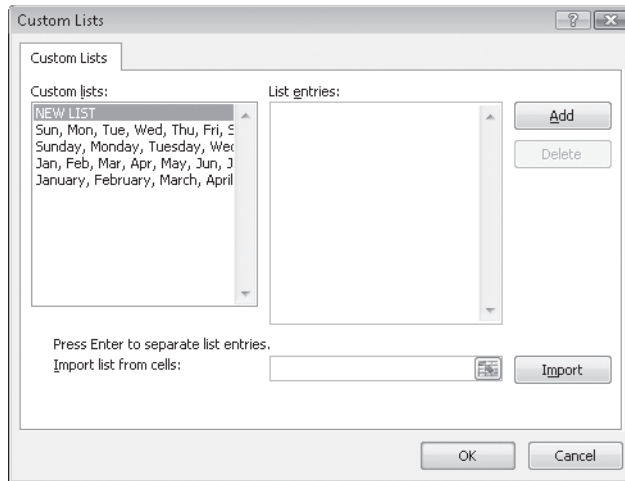 Custom Lists
Custom Lists
Custom lists:
NEW LIST
Sun, Mon, Tue, Wed, Thu, Fri, S
Sunday, Monday, Tuesday, Wed
Jan, Feb, Mar, Apr, May, Jun, J
January, February, March, April
List entries:
Add
Delete
Press Enter to separate list entries.
Import list from cells:
Import
OK
Cancel